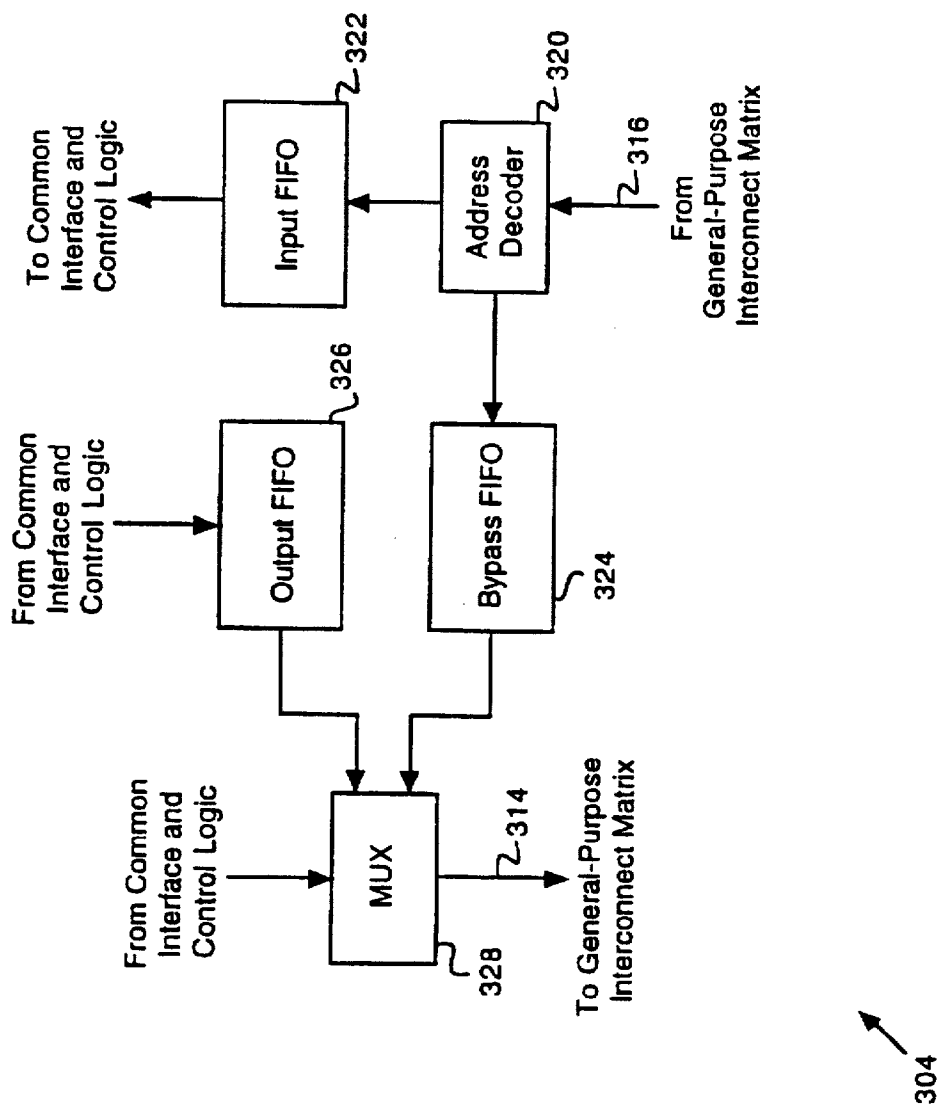 From Common
Interface and
Control Logic
MUX
328
314
To General-Purpose
Interconnect Matrix
From Common
Interface and
Control Logic
Output FIFO
326
Bypass FIFO
324
To Common
Interface and
Control Logic
Input FIFO
322
Address
Decoder
320
316
From
General-Purpose
Interconnect Matrix
304